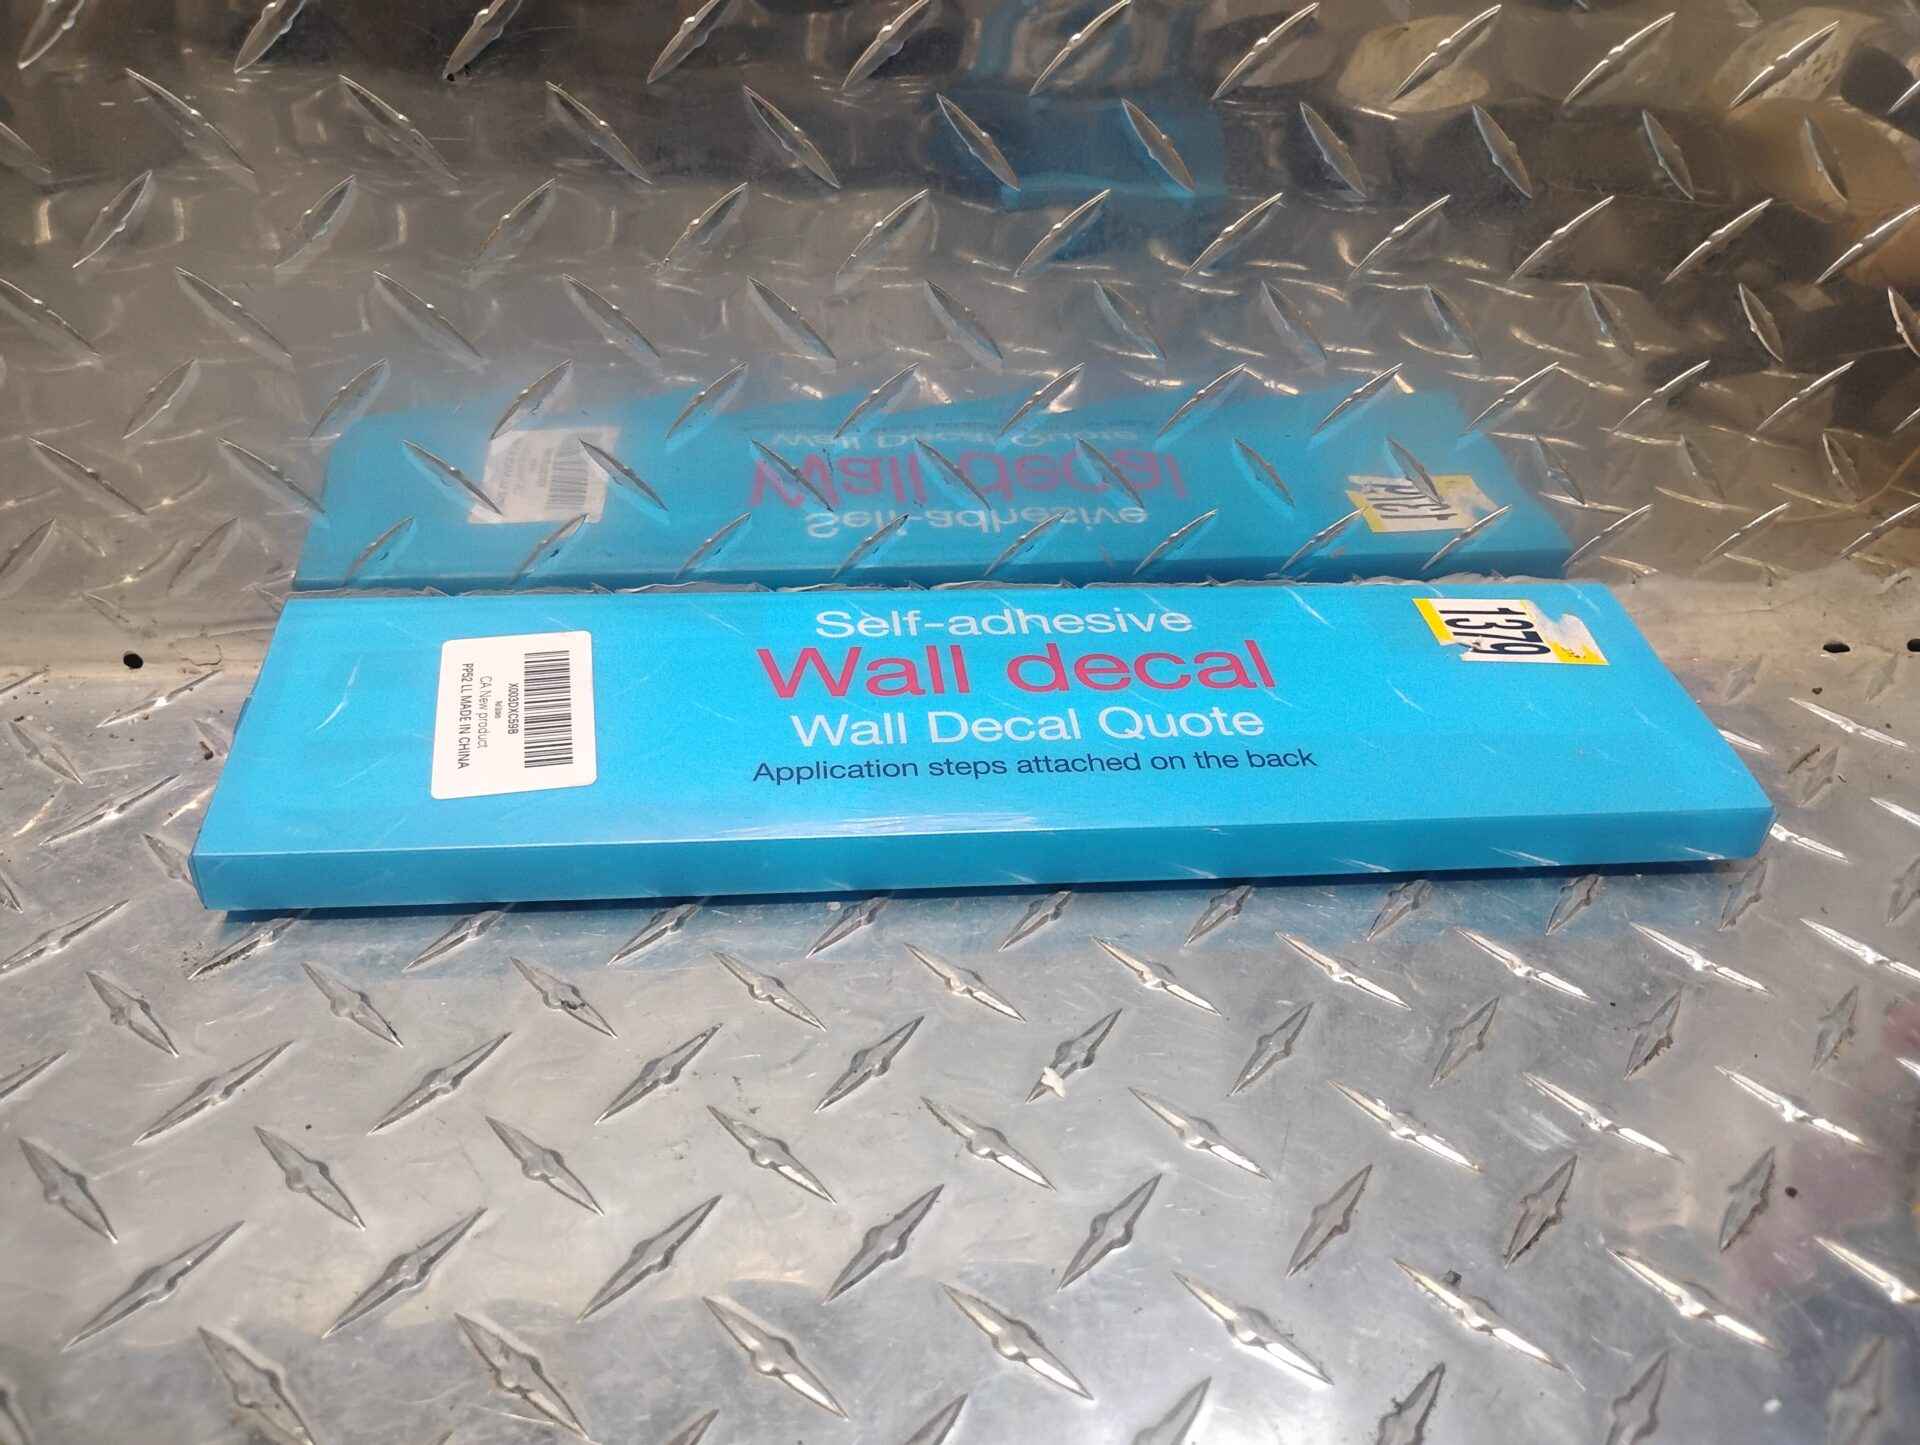 Self-adhesive
Wall decal
Wall Decal Quote
Application steps attached on the back
1379
X003DXC59B
CA New product
PP52 LL MADE IN CHINA